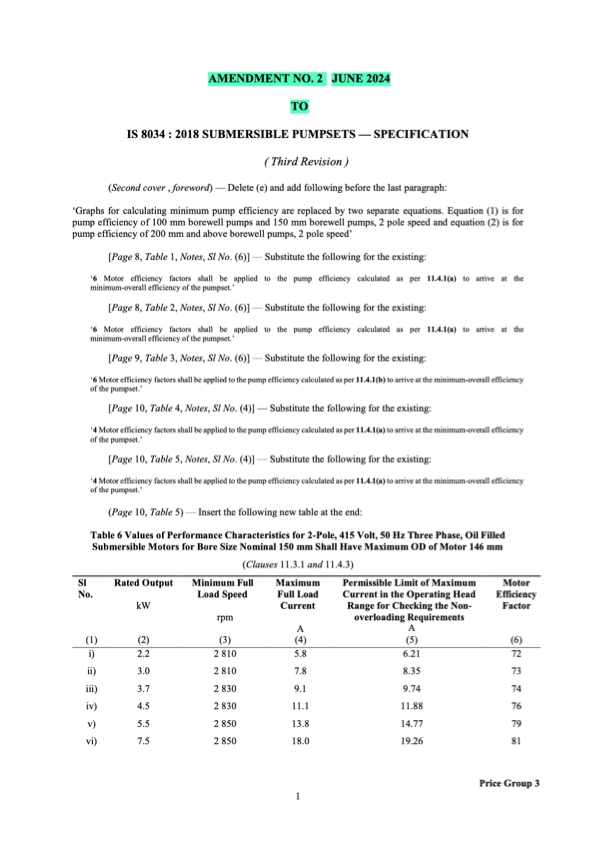 AMENDMENT NO. 2 JUNE 2024
TO
IS 8034 : 2018 SUBMERSIBLE PUMPSETS — SPECIFICATION
( Third Revision )
(Second cover , foreword) — Delete (e) and add following before the last paragraph:
‘Graphs for calculating minimum pump efficiency are replaced by two separate equations. Equation (1) is for
pump efficiency of 100 mm borewell pumps and 150 mm borewell pumps, 2 pole speed and equation (2) is for
pump efficiency of 200 mm and above borewell pumps, 2 pole speed’
[Page 8, Table 1, Notes, Sl No. (6)] — Substitute the following for the existing:
‘6 Motor efficiency factors shall be applied to the pump efficiency calculated as per 11.4.1(a) to arrive at the
minimum-overall efficiency of the pumpset.’
[Page 8, Table 2, Notes, Sl No. (6)] — Substitute the following for the existing:
‘6 Motor efficiency factors shall be applied to the pump efficiency calculated as per 11.4.1(a) to arrive at the
minimum-overall efficiency of the pumpset.’
[Page 9, Table 3, Notes, Sl No. (6)] — Substitute the following for the existing:
‘6 Motor efficiency factors shall be applied to the pump efficiency calculated as per 11.4.1(b) to arrive at the minimum-overall efficiency
of the pumpset.’
[Page 10, Table 4, Notes, Sl No. (4)] — Substitute the following for the existing:
‘4 Motor efficiency factors shall be applied to the pump efficiency calculated as per 11.4.1(a) to arrive at the minimum-overall efficiency
of the pumpset.’
[Page 10, Table 5, Notes, Sl No. (4)] — Substitute the following for the existing:
‘4 Motor efficiency factors shall be applied to the pump efficiency calculated as per 11.4.1(a) to arrive at the minimum-overall efficiency
of the pumpset.’
(Page 10, Table 5) — Insert the following new table at the end:
Table 6 Values of Performance Characteristics for 2-Pole, 415 Volt, 50 Hz Three Phase, Oil Filled
Submersible Motors for Bore Size Nominal 150 mm Shall Have Maximum OD of Motor 146 mm
(Clauses 11.3.1 and 11.4.3)
Sl Rated Output Minimum Full Maximum Permissible Limit of Maximum Motor
No. Load Speed Full Load Current in the Operating Head Efficiency
kW Current Range for Checking the Non- Factor
rpm overloading Requirements
A A
(1) (2) (3) (4) (5) (6)
i) 2.2 2 810 5.8 6.21 72
ii) 3.0 2 810 7.8 8.35 73
iii) 3.7 2 830 9.1 9.74 74
iv) 4.5 2 830 11.1 11.88 76
v) 5.5 2 850 13.8 14.77 79
vi) 7.5 2 850 18.0 19.26 81
Price Group 3
1